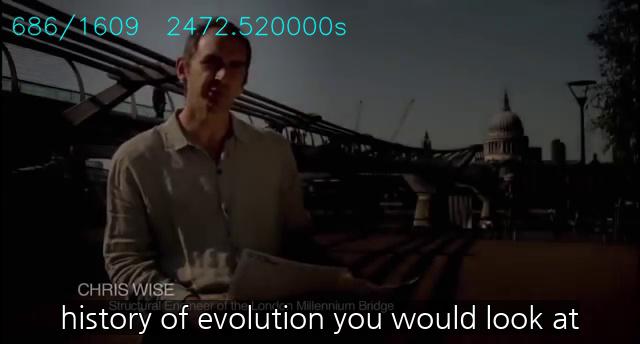 686/1609 2472.520000s
CHRIS WISE
Structural Engineer of the London Millennium Bridge
history of evolution you would look at